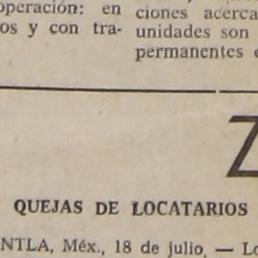 operación: en
os y con tra-
ciones acerca
unidades son
permanentes
Z
QUEJAS DE LOCATARIOS
NTLA, Méx., 18 de julio. — Lo